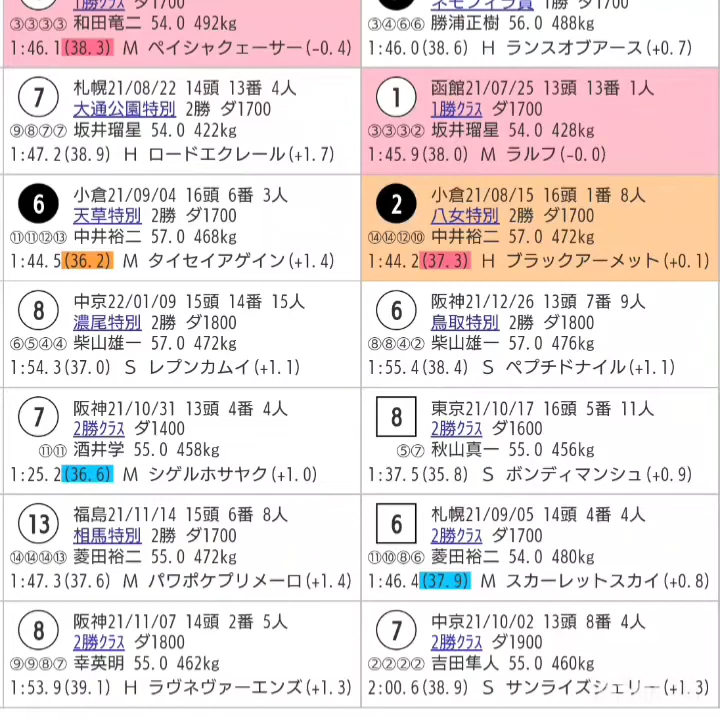 1勝クラス ダ1700
③③③③ 和田竜二 54.0 492kg
1:46.1(38.3) M ペイシャクェーサー(-0.4)
ネモフィラ賞 1勝 ダ1700
③④⑥⑥ 勝浦正樹 56.0 488kg
1:46.0(38.6) H ランスオブアース(+0.7)
7 札幌21/08/22 14頭 13番 4人
大通公園特別 2勝 ダ1700
⑨⑧⑦⑦ 坂井瑠星 54.0 422kg
1:47.2(38.9) H ロードエクレール(+1.7)
1 函館21/07/25 13頭 13番 1人
1勝クラス ダ1700
③③③② 坂井瑠星 54.0 428kg
1:45.9(38.0) M ラルフ(-0.0)
6 小倉21/09/04 16頭 6番 3人
天草特別 2勝 ダ1700
⑪⑪⑫⑬ 中井裕二 57.0 468kg
1:44.5(36.2) M タイセイアゲイン(+1.4)
2 小倉21/08/15 16頭 1番 8人
八女特別 2勝 ダ1700
⑭⑭⑫⑩ 中井裕二 57.0 472kg
1:44.2(37.3) H ブラックアーメット(+0.1)
8 中京22/01/09 15頭 14番 15人
濃尾特別 2勝 ダ1800
⑥⑤④④ 柴山雄一 57.0 472kg
1:54.3(37.0) S レプンカムイ(+1.1)
6 阪神21/12/26 13頭 7番 9人
鳥取特別 2勝 ダ1800
⑧⑧④② 柴山雄一 57.0 476kg
1:55.4(38.4) S ペプチドナイル(+1.1)
7 阪神21/10/31 13頭 4番 4人
2勝クラス ダ1400
⑪⑪ 酒井学 55.0 458kg
1:25.2(36.6) M シゲルホサヤク(+1.0)
8 東京21/10/17 16頭 5番 11人
2勝クラス ダ1600
⑤⑦ 秋山真一 55.0 456kg
1:37.5(35.8) S ボンディマンシュ(+0.9)
13 福島21/11/14 15頭 6番 8人
相馬特別 2勝 ダ1700
⑭⑭⑭⑬ 菱田裕二 55.0 472kg
1:47.3(37.6) M パワポケプリメーロ(+1.4)
6 札幌21/09/05 14頭 4番 4人
2勝クラス ダ1700
⑪⑩⑧⑥ 菱田裕二 54.0 480kg
1:46.4(37.9) M スカーレットスカイ(+0.8)
8 阪神21/11/07 14頭 2番 5人
2勝クラス ダ1800
⑨⑨⑧⑦ 幸英明 55.0 462kg
1:53.9(39.1) H ラヴネヴァーエンズ(+1.3)
7 中京21/10/02 13頭 8番 4人
2勝クラス ダ1900
②②②② 吉田隼人 55.0 460kg
2:00.6(38.9) S サンライズシェリー(+1.3)